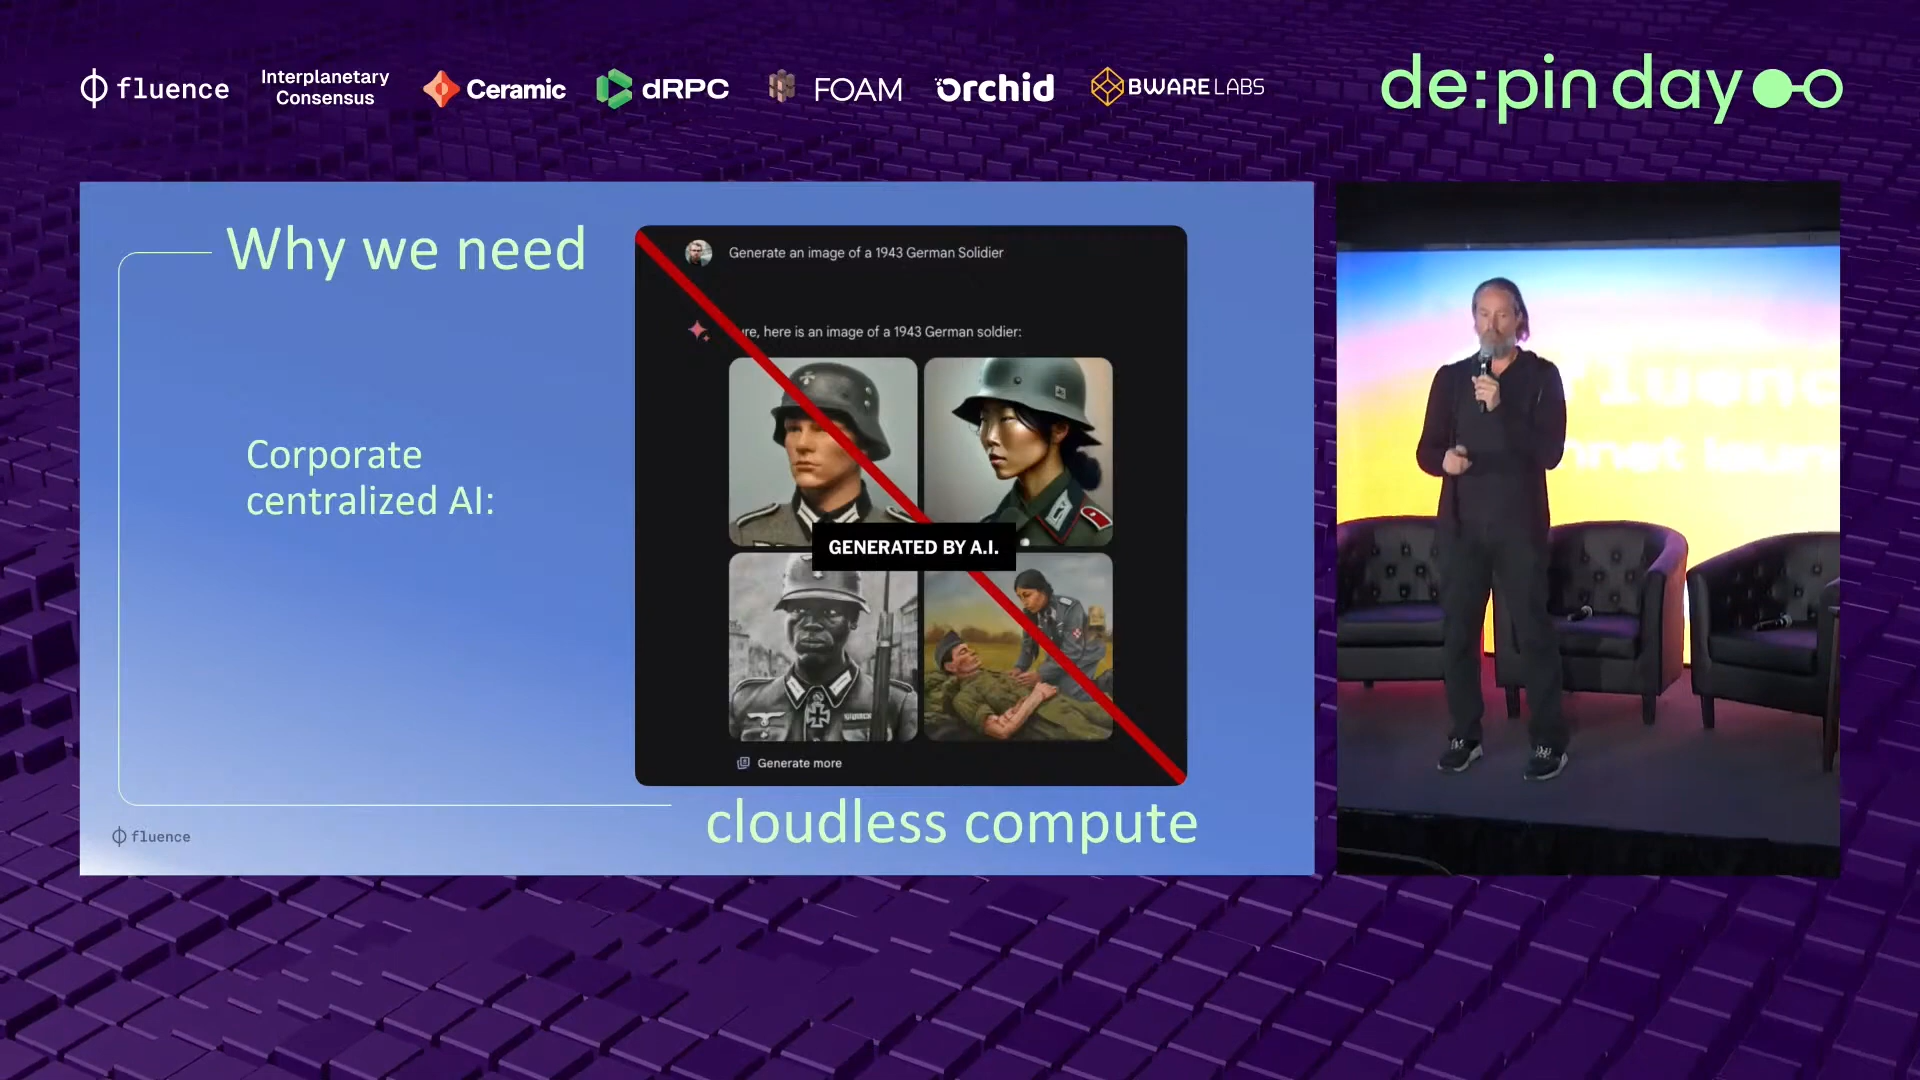 fluence
Interplanetary
Consensus
Ceramic
dRPC
FOAM
orchid
BWARE LABS
de:pin day
Why we need
Generate an image of a 1943 German Solidier
ure, here is an image of a 1943 German soldier:
Corporate
centralized AI:
GENERATED BY A.I.
Generate more
cloudless compute
fluence
fluenc